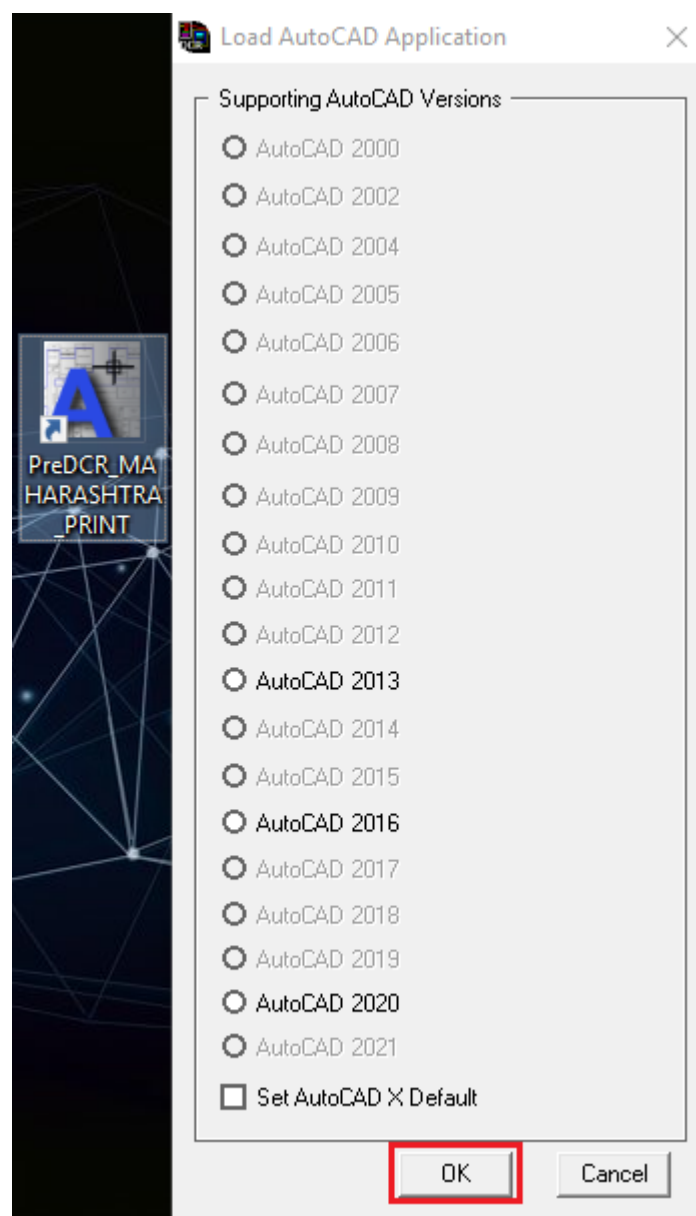 Load AutoCAD Application
Supporting AutoCAD Versions
AutoCAD 2000
AutoCAD 2002
AutoCAD 2004
AutoCAD 2005
AutoCAD 2006
AutoCAD 2007
AutoCAD 2008
AutoCAD 2009
AutoCAD 2010
AutoCAD 2011
AutoCAD 2012
AutoCAD 2013
AutoCAD 2014
AutoCAD 2015
AutoCAD 2016
AutoCAD 2017
AutoCAD 2018
AutoCAD 2019
AutoCAD 2020
AutoCAD 2021
Set AutoCAD X Default
OK
Cancel
A
PreDCR_MA
HARASHTRA
_PRINT